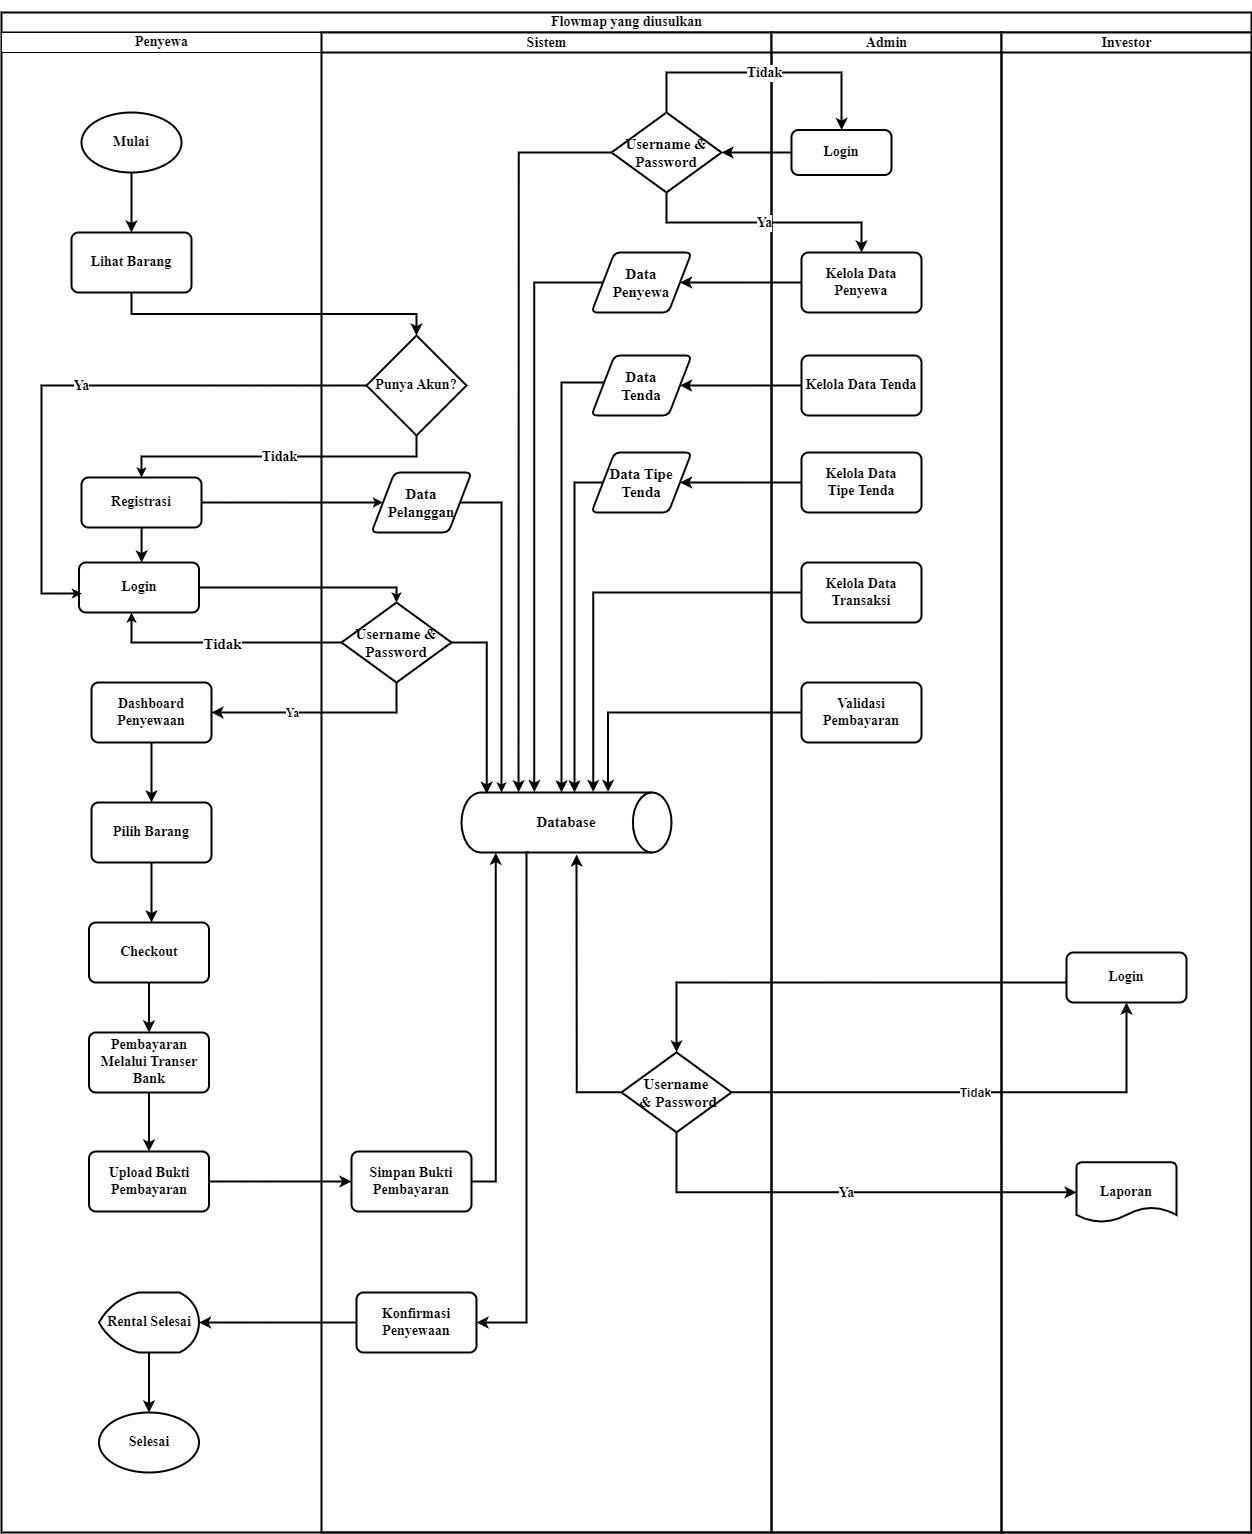 Flowmap yang diusulkan
Penyewa
Sistem
Admin
Investor
Tidak
Mulai
Username &
Password
Login
Ya
Lihat Barang
Data
Penyewa
Kelola Data
Penyewa
Punya Akun?
Ya
Data
Tenda
Kelola Data Tenda
Tidak
Data Tipe
Tenda
Kelola Data
Tipe Tenda
Registrasi
Data
Pelanggan
Login
Kelola Data
Transaksi
Username &
Password
Tidak
Dashboard
Penyewaan
Ya
Validasi
Pembayaran
Pilih Barang
Database
Checkout
Login
Pembayaran
Melalui Transer
Bank
Username
& Password
Tidak
Upload Bukti
Pembayaran
Simpan Bukti
Pembayaran
Ya
Laporan
Rental Selesai
Konfirmasi
Penyewaan
Selesai